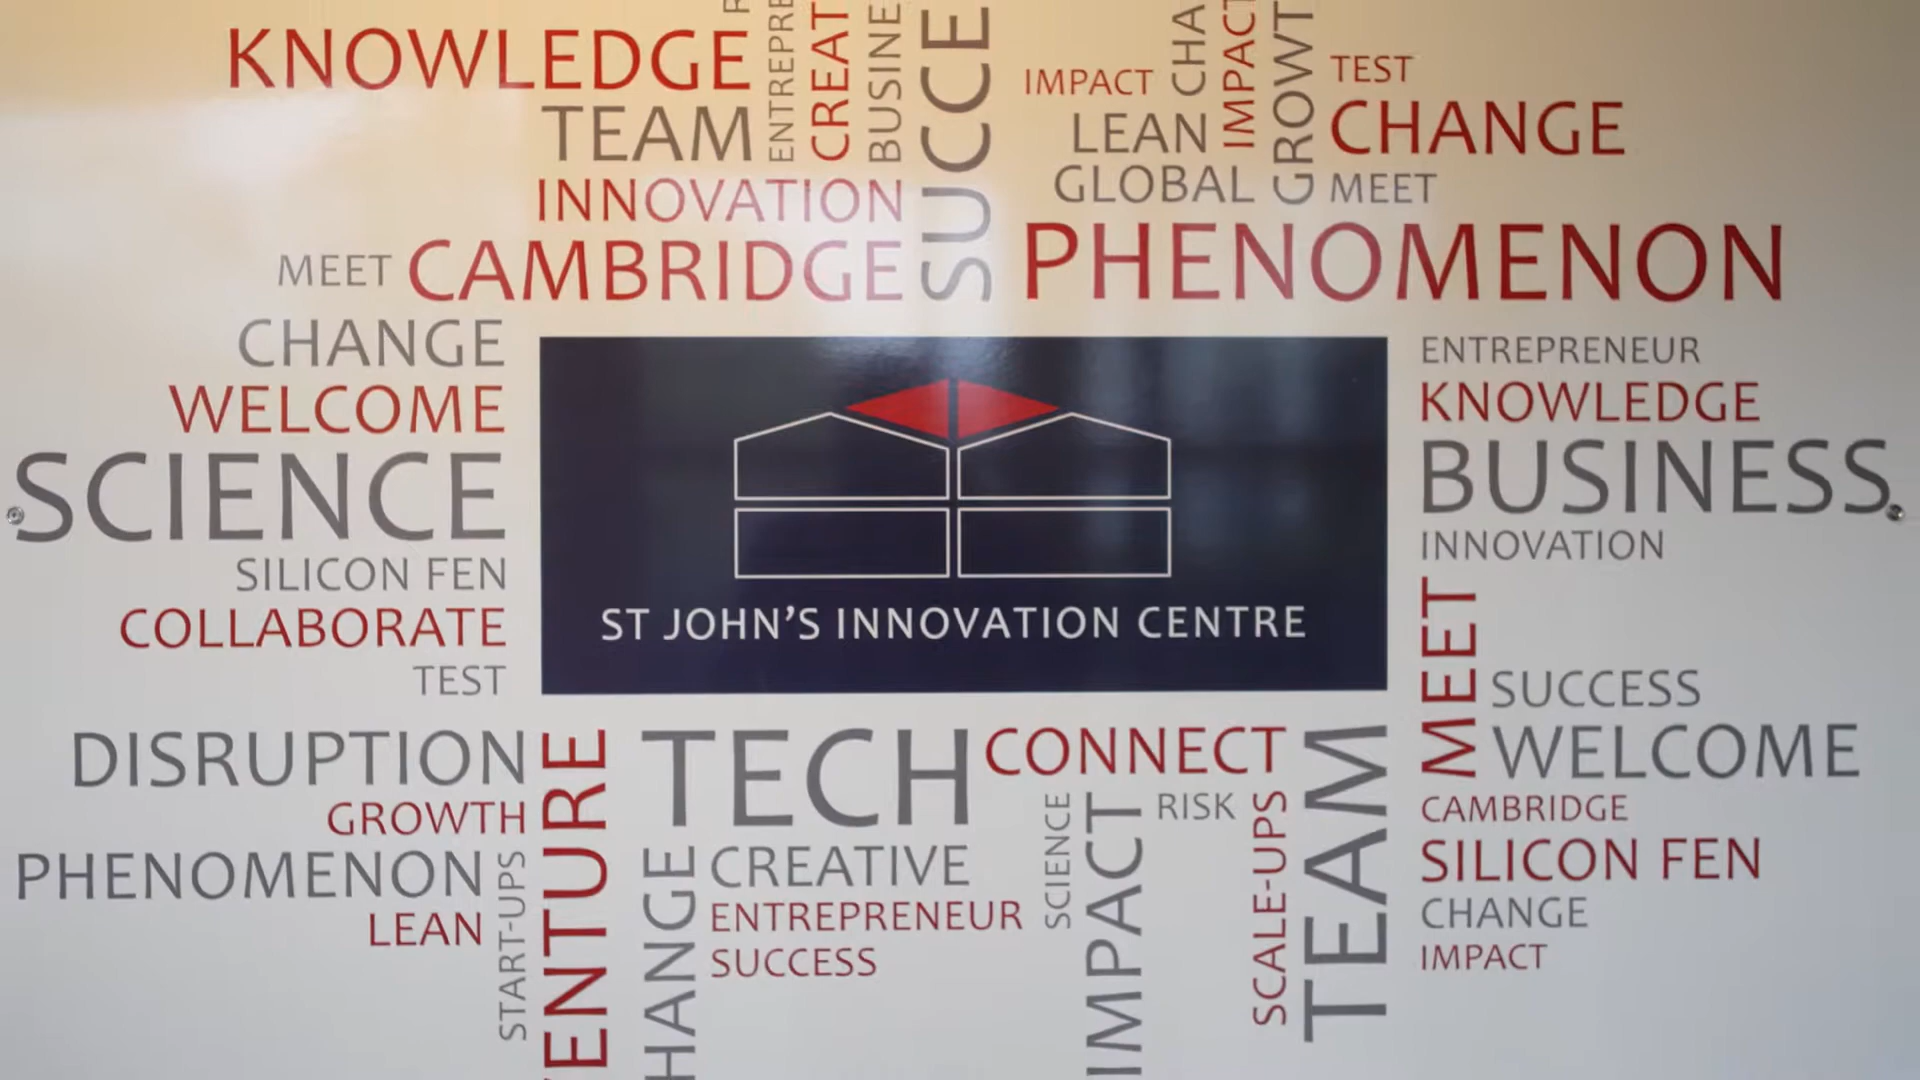 KNOWLEDGE
TEAM
INNOVATION
MEET CAMBRIDGE
ENTREPRE
CREAT
BUSINE
SUCCE
IMPACT
CHA
LEAN
GLOBAL
IMPACT
GROWT
TEST
CHANGE
MEET
PHENOMENON
CHANGE
WELCOME
SCIENCE
SILICON FEN
COLLABORATE
TEST
ST JOHN'S INNOVATION CENTRE
ENTREPRENEUR
KNOWLEDGE
BUSINESS
INNOVATION
MEET
SUCCESS
WELCOME
CAMBRIDGE
SILICON FEN
CHANGE
IMPACT
DISRUPTION
GROWTH
PHENOMENON
LEAN
START-UPS
ENTURE
TECH
HANGE
CREATIVE
ENTREPRENEUR
SUCCESS
CONNECT
SCIENCE
IMPACT
RISK
SCALE-UPS
TEAM